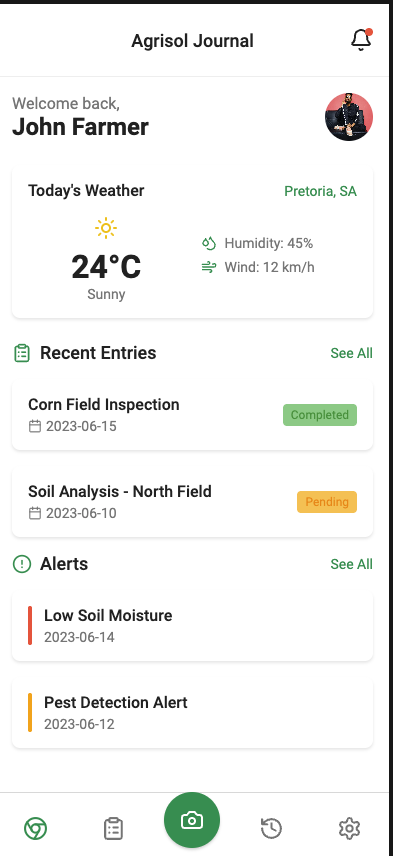 Agrisol Journal
Welcome back,
John Farmer
Today's Weather
Pretoria, SA
24°C
Sunny
Humidity: 45%
Wind: 12 km/h
Recent Entries
See All
Corn Field Inspection
2023-06-15
Completed
Soil Analysis - North Field
2023-06-10
Pending
Alerts
See All
Low Soil Moisture
2023-06-14
Pest Detection Alert
2023-06-12